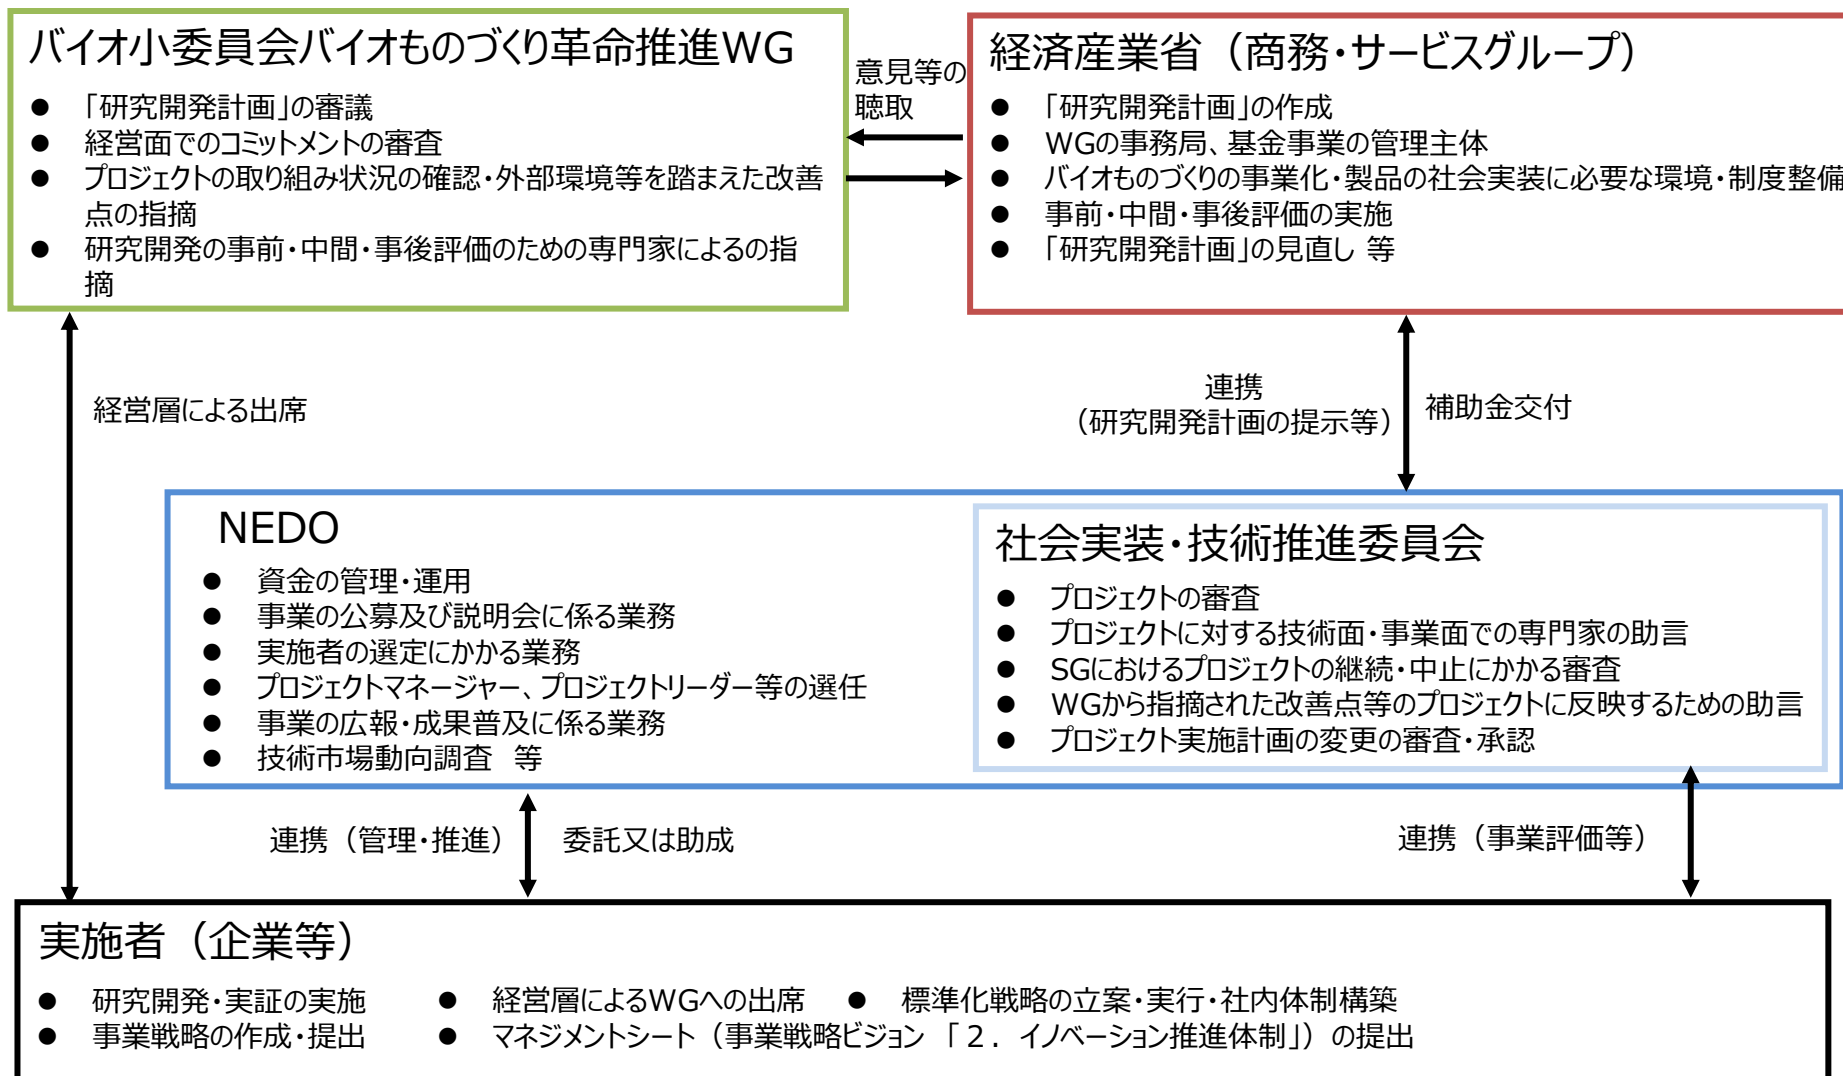 バイオ小委員会バイオものづくり革命推進WG
● 「研究開発計画」の審議
● 経営面でのコミットメントの審査
● プロジェクトの取り組み状況の確認・外部環境等を踏まえた改善
点の指摘
● 研究開発の事前・中間・事後評価のための専門家によるの指
摘
意見等の
聴取
経済産業省（商務・サービスグループ）
● 「研究開発計画」の作成
● WGの事務局、基金事業の管理主体
● バイオものづくりの事業化・製品の社会実装に必要な環境・制度整備
● 事前・中間・事後評価の実施
● 「研究開発計画」の見直し 等
経営層による出席
連携
（研究開発計画の提示等）
補助金交付
NEDO
● 資金の管理・運用
● 事業の公募及び説明会に係る業務
● 実施者の選定にかかる業務
● プロジェクトマネージャー、プロジェクトリーダー等の選任
● 事業の広報・成果普及に係る業務
● 技術市場動向調査 等
社会実装・技術推進委員会
● プロジェクトの審査
● プロジェクトに対する技術面・事業面での専門家の助言
● SGにおけるプロジェクトの継続・中止にかかる審査
● WGから指摘された改善点等のプロジェクトに反映するための助言
● プロジェクト実施計画の変更の審査・承認
連携（管理・推進）
委託又は助成
連携（事業評価等）
実施者（企業等）
● 研究開発・実証の実施 ● 経営層によるWGへの出席 ● 標準化戦略の立案・実行・社内体制構築
● 事業戦略の作成・提出 ● マネジメントシート（事業戦略ビジョン 「２．イノベーション推進体制」）の提出